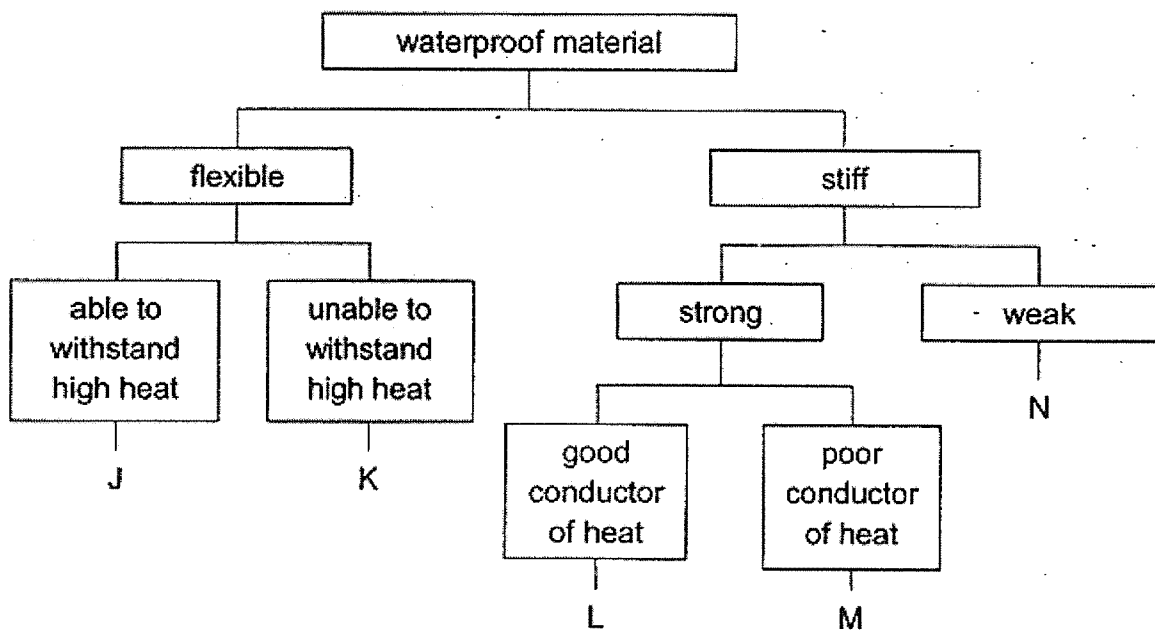 waterproof material
flexible
stiff
able to
withstand
high heat
unable to
withstand
high heat
strong
weak
J
K
good
conductor
of heat
poor
conductor
of heat
N
L
M